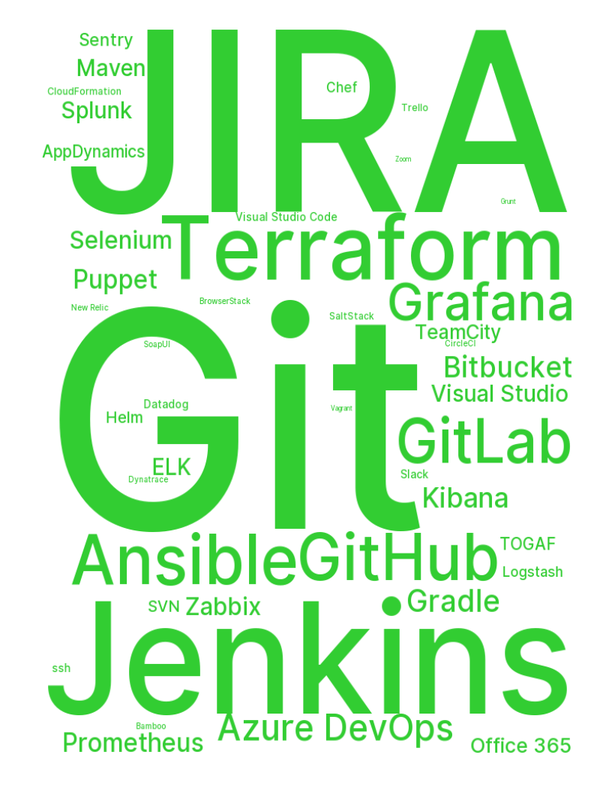 JIRA
Sentry
Maven
CloudFormation
Splunk
AppDynamics
Chef
Trello
Zoom
Grunt
Visual Studio Code
Terraform
Selenium
Puppet
New Relic
BrowserStack
SaltStack
Grafana
TeamCity
CircleCI
Git
SoapUI
Bitbucket
Visual Studio
Datadog
Helm
Vagrant
GitLab
ELK
Dynatrace
Slack
Kibana
Ansible
GitHub
TOGAF
Logstash
SVN
Zabbix
Gradle
Jenkins
ssh
Bamboo
Azure DevOps
Prometheus
Office 365